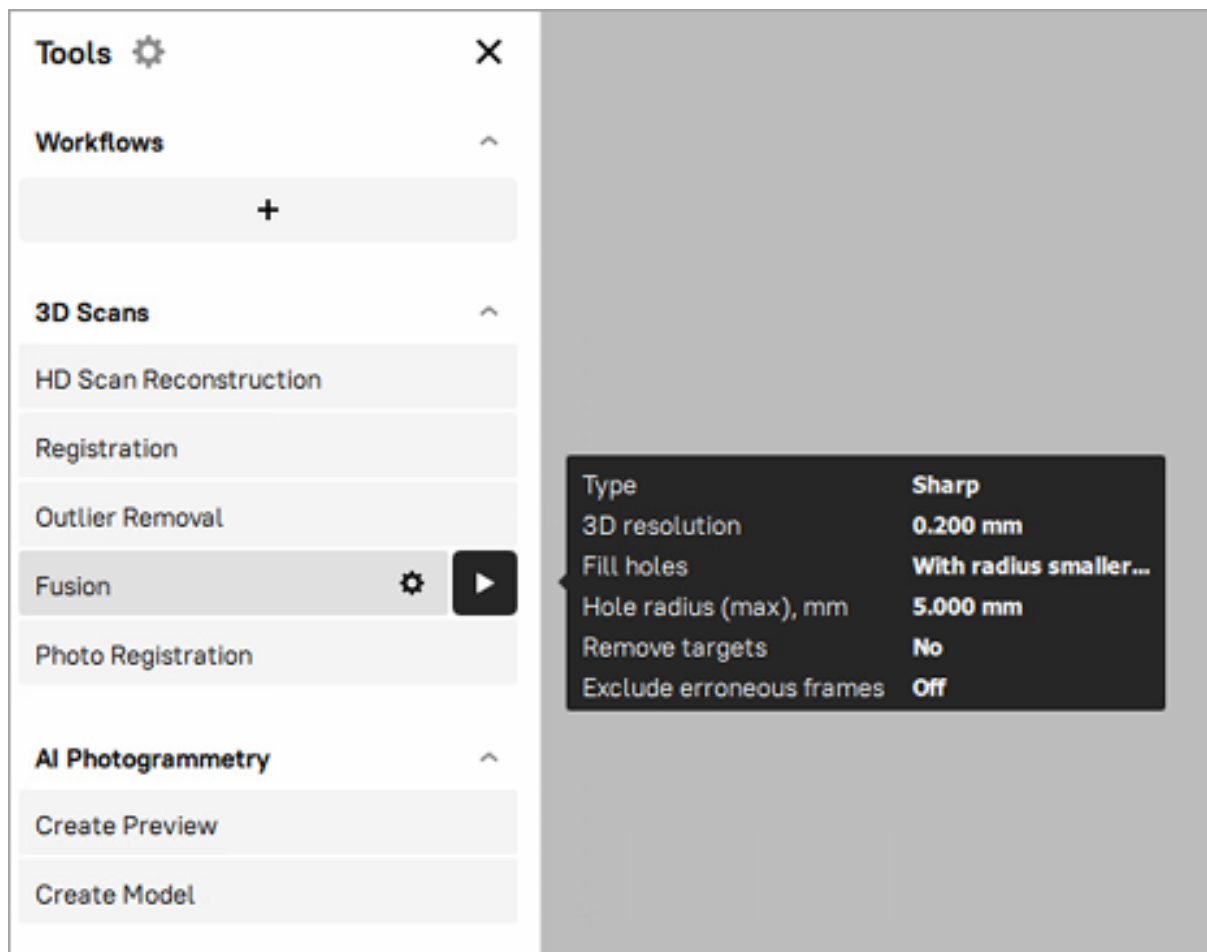 Tools
Workflows
+
3D Scans
HD Scan Reconstruction
Registration
Outlier Removal
Fusion
Photo Registration
AI Photogrammetry
Create Preview
Create Model
Type Sharp
3D resolution 0.200 mm
Fill holes With radius smaller...
Hole radius (max), mm 5.000 mm
Remove targets No
Exclude erroneous frames Off